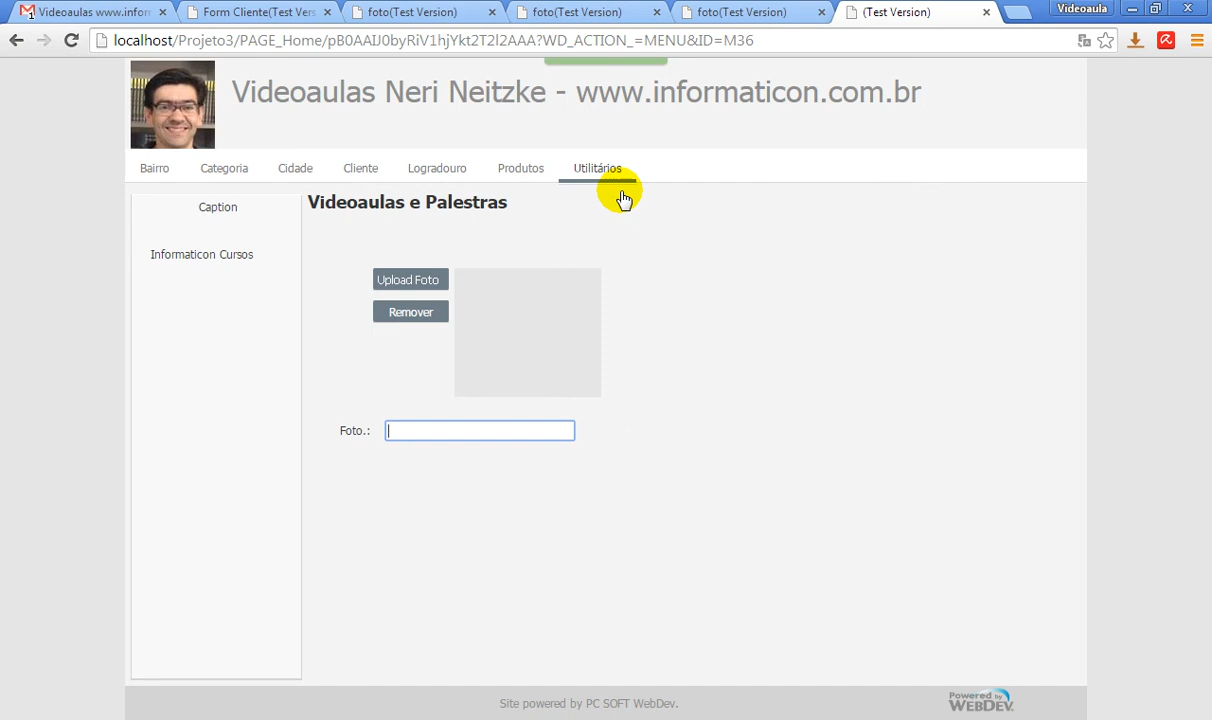 Videoaulas www.inforn
Form Cliente(Test Versi
foto(Test Version)
foto(Test Version)
foto(Test Version)
(Test Version)
Videoaula
localhost/Projeto3/PAGE_Home/pB0AAIJ0byRiV1hjYkt2T2l2AAA?WD_ACTION_=MENU&ID=M36
Videoaulas Neri Neitzke - www.informaticon.com.br
Bairro Categoria Cidade Cliente Logradouro Produtos Utilitários
Caption
Informaticon Cursos
Videoaulas e Palestras
Upload Foto
Remover
Foto.:
Site powered by PC SOFT WebDev.
Powered by
WEBDEV